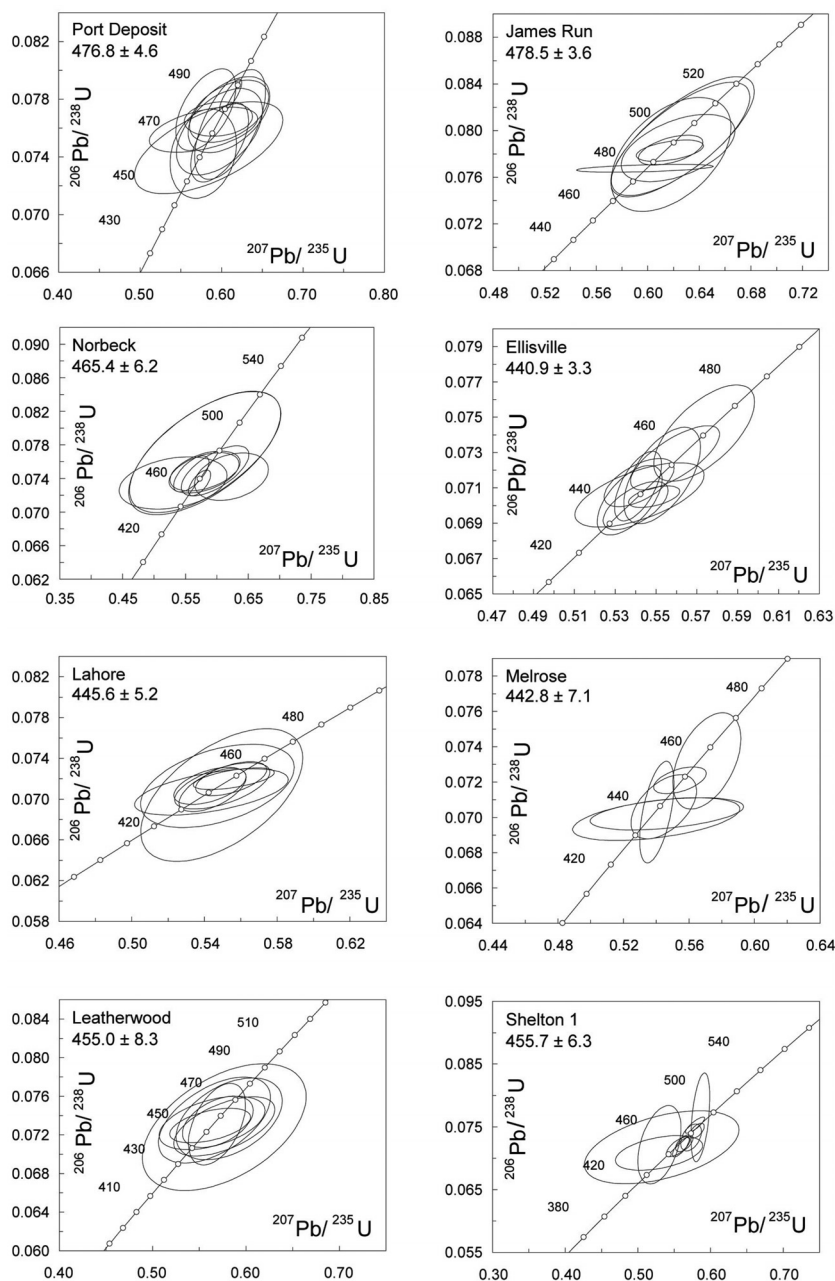 Port Deposit
476.8 ± 4.6
0.082
0.078
0.074
0.070
0.066
490
470
450
430
206Pb/ 238U
207Pb/ 235U
0.40 0.50 0.60 0.70 0.80
James Run
478.5 ± 3.6
0.088
0.084
0.080
0.076
0.072
0.068
520
500
480
460
440
206Pb/ 238U
207Pb/ 235U
0.48 0.52 0.56 0.60 0.64 0.68 0.72
Norbeck
465.4 ± 6.2
0.090
0.086
0.082
0.078
0.074
0.070
0.066
0.062
540
500
460
420
206Pb/ 238U
207Pb/ 235U
0.35 0.45 0.55 0.65 0.75 0.85
Ellisville
440.9 ± 3.3
0.079
0.077
0.075
0.073
0.071
0.069
0.067
0.065
480
460
440
420
206Pb/ 238U
207Pb/ 235U
0.47 0.49 0.51 0.53 0.55 0.57 0.59 0.61 0.63
Lahore
445.6 ± 5.2
0.082
0.078
0.074
0.070
0.066
0.062
0.058
480
460
420
206Pb/ 238U
207Pb/ 235U
0.46 0.50 0.54 0.58 0.62
Melrose
442.8 ± 7.1
0.078
0.076
0.074
0.072
0.070
0.068
0.066
0.064
480
460
440
420
206Pb/ 238U
207Pb/ 235U
0.44 0.48 0.52 0.56 0.60 0.64
Leatherwood
455.0 ± 8.3
0.084
0.080
0.076
0.072
0.068
0.064
0.060
510
490
470
450
430
410
206Pb/ 238U
207Pb/ 235U
0.50 0.60 0.70
Shelton 1
455.7 ± 6.3
0.095
0.085
0.075
0.065
0.055
540
500
460
420
380
206Pb/ 238U
207Pb/ 235U
0.30 0.40 0.50 0.60 0.70